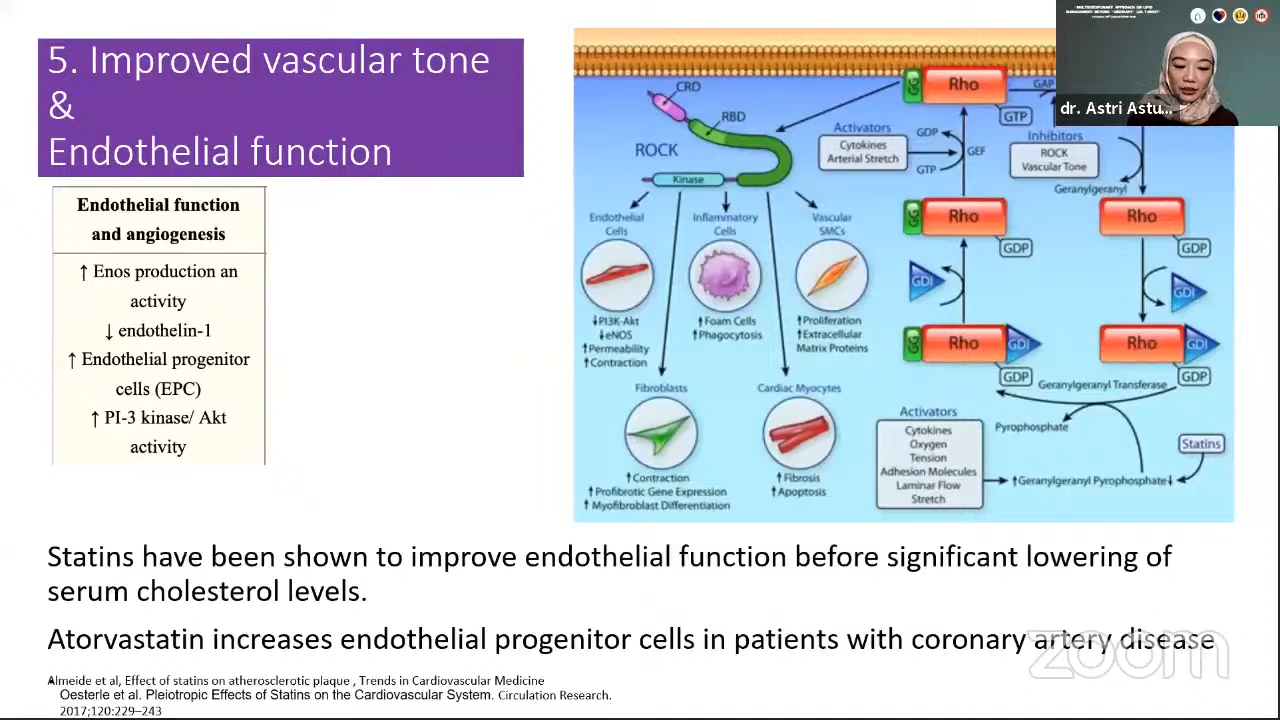 5. Improved vascular tone
&
Endothelial function
Endothelial function
and angiogenesis
↑ Enos production an
activity
↓ endothelin-1
↑ Endothelial progenitor
cells (EPC)
↑ PI-3 kinase/ Akt
activity
CRD
RBD
ROCK
Kinase
Endothelial
Cells
↓PI3K-Akt
↓eNOS
↑Permeability
↑Contraction
Inflammatory
Cells
↑Foam Cells
↑Phagocytosis
Vascular
SMCs
↑Proliferation
↑Extracellular
Matrix Proteins
Fibroblasts
↑Contraction
↑Profibrotic Gene Expression
↑Myofibroblast Differentiation
Cardiac Myocytes
↑Fibrosis
↑Apoptosis
GG
Rho
GTP
GAP
Activators
Cytokines
Arterial Stretch
GDP
GTP
GEF
Inhibitors
ROCK
Vascular Tone
Geranylgeranyl
GG
Rho
GDP
Rho
GDP
GDI
GDI
GG
Rho
GDI
GDP
Rho
GDI
GDP
Geranylgeranyl Transferase
Pyrophosphate
Activators
Cytokines
Oxygen
Tension
Adhesion Molecules
Laminar Flow
Stretch
↑Geranylgeranyl Pyrophosphate↓
Statins
dr. Astri Astu...
Statins have been shown to improve endothelial function before significant lowering of
serum cholesterol levels.
Atorvastatin increases endothelial progenitor cells in patients with coronary artery disease
zoom
Almeide et al, Effect of statins on atherosclerotic plaque , Trends in Cardiovascular Medicine
Oesterle et al. Pleiotropic Effects of Statins on the Cardiovascular System. Circulation Research.
2017;120:229–243